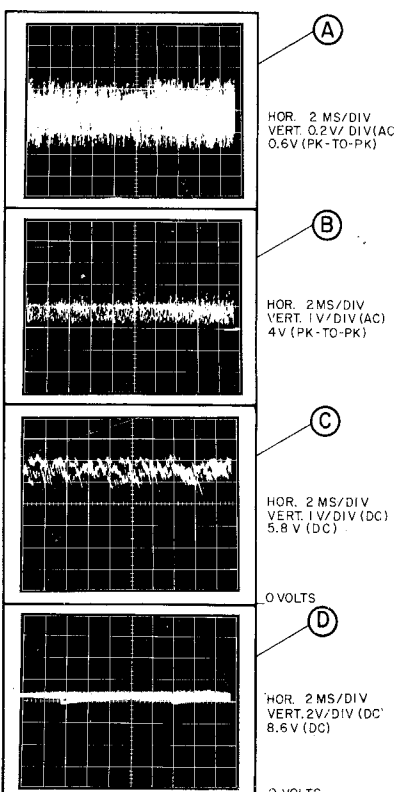 A
HOR. 2 MS/DIV
VERT. 0.2V/DIV(AC
0.6V (PK-TO-PK)
B
HOR. 2MS/DIV
VERT. 1V/DIV(AC)
4V (PK-TO-PK)
C
HOR. 2 MS/DIV
VERT. 1V/DIV (DC)
5.8 V (DC)
0 VOLTS
D
HOR. 2MS/DIV
VERT. 2V/DIV (DC
8.6V (DC)
0 VOLTS